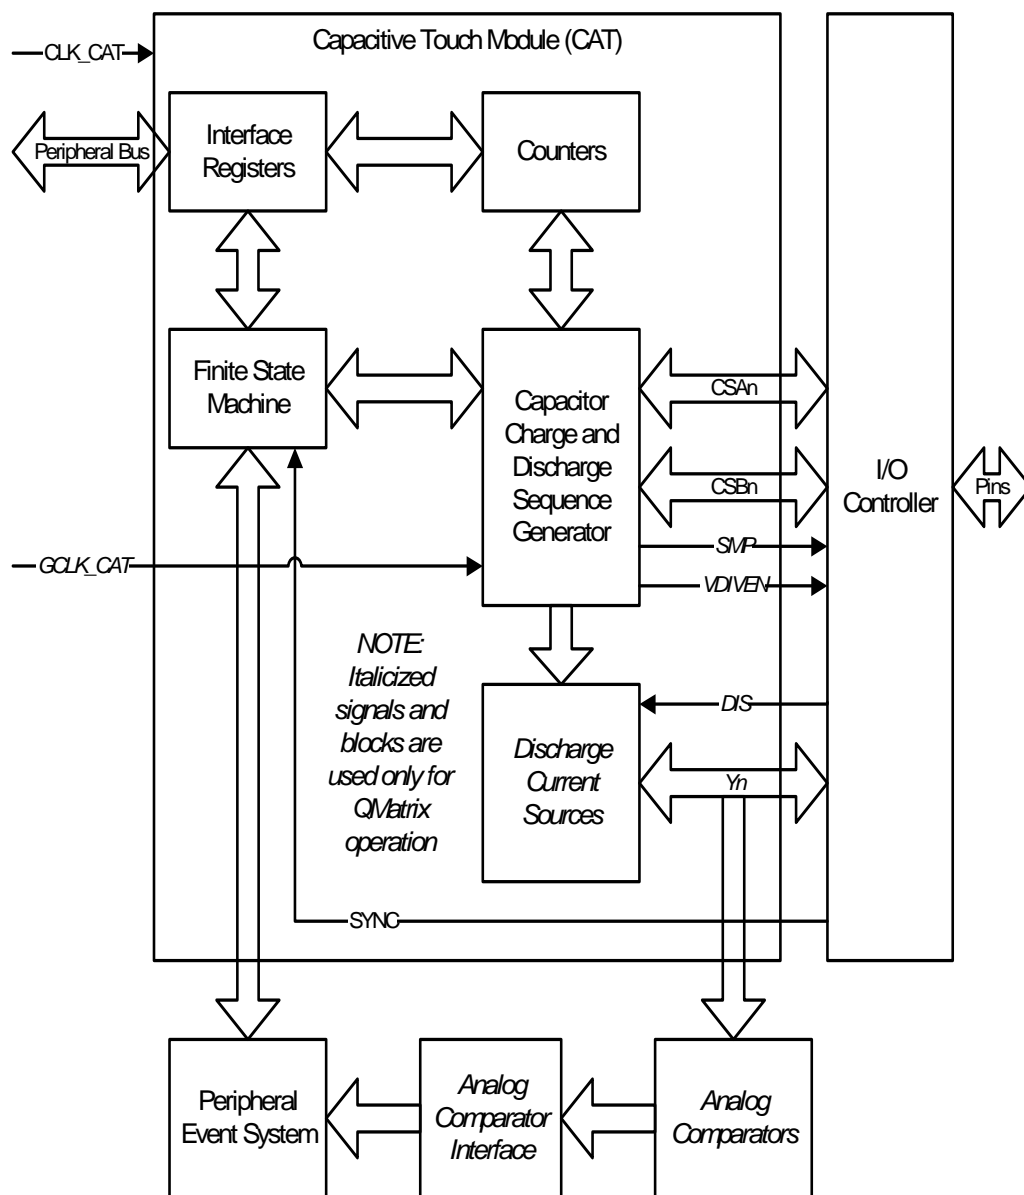 Capacitive Touch Module (CAT)
CLK_CAT
Peripheral Bus
Interface
Registers
Counters
Finite State
Machine
Capacitor
Charge and
Discharge
Sequence
Generator
CSAn
CSBn
SMP
VDIVEN
I/O
Controller
Pins
GCLK_CAT
NOTE:
Italicized
signals and
blocks are
used only for
QMatrix
operation
Discharge
Current
Sources
DIS
Yn
SYNC
Peripheral
Event System
Analog
Comparator
Interface
Analog
Comparators